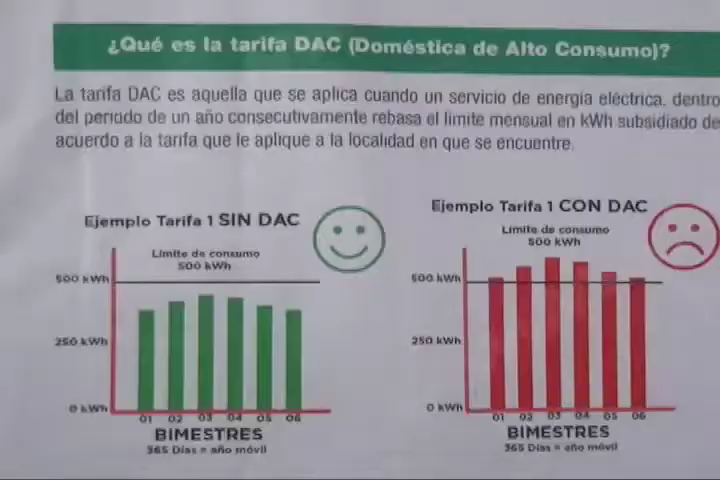 ¿Qué es la tarifa DAC (Doméstica de Alto Consumo)?
La tarifa DAC es aquella que se aplica cuando un servicio de energía eléctrica, dentro
del periodo de un año consecutivamente rebasa el límite mensual en kWh subsidiado de
acuerdo a la tarifa que le aplique a la localidad en que se encuentre.
Ejemplo Tarifa 1 SIN DAC
Límite de consumo
500 kWh
500 kWh
250 kWh
0 kWh
01 02 03 04 05 06
BIMESTRES
365 Días = año móvil
Ejemplo Tarifa 1 CON DAC
Límite de consumo
500 kWh
500 kWh
250 kWh
0 kWh
01 02 03 04 05 06
BIMESTRES
365 Días = año móvil